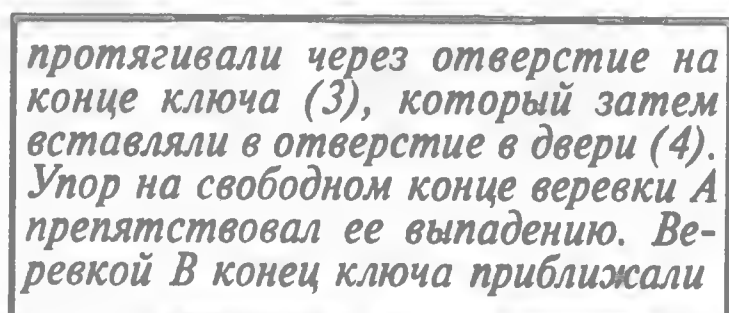 протягивали через отверстие на
конце ключа (3), который затем
вставляли в отверстие в двери (4).
Упор на свободном конце веревки А
препятствовал ее выпадению. Ве-
ревкой В конец ключа приближали